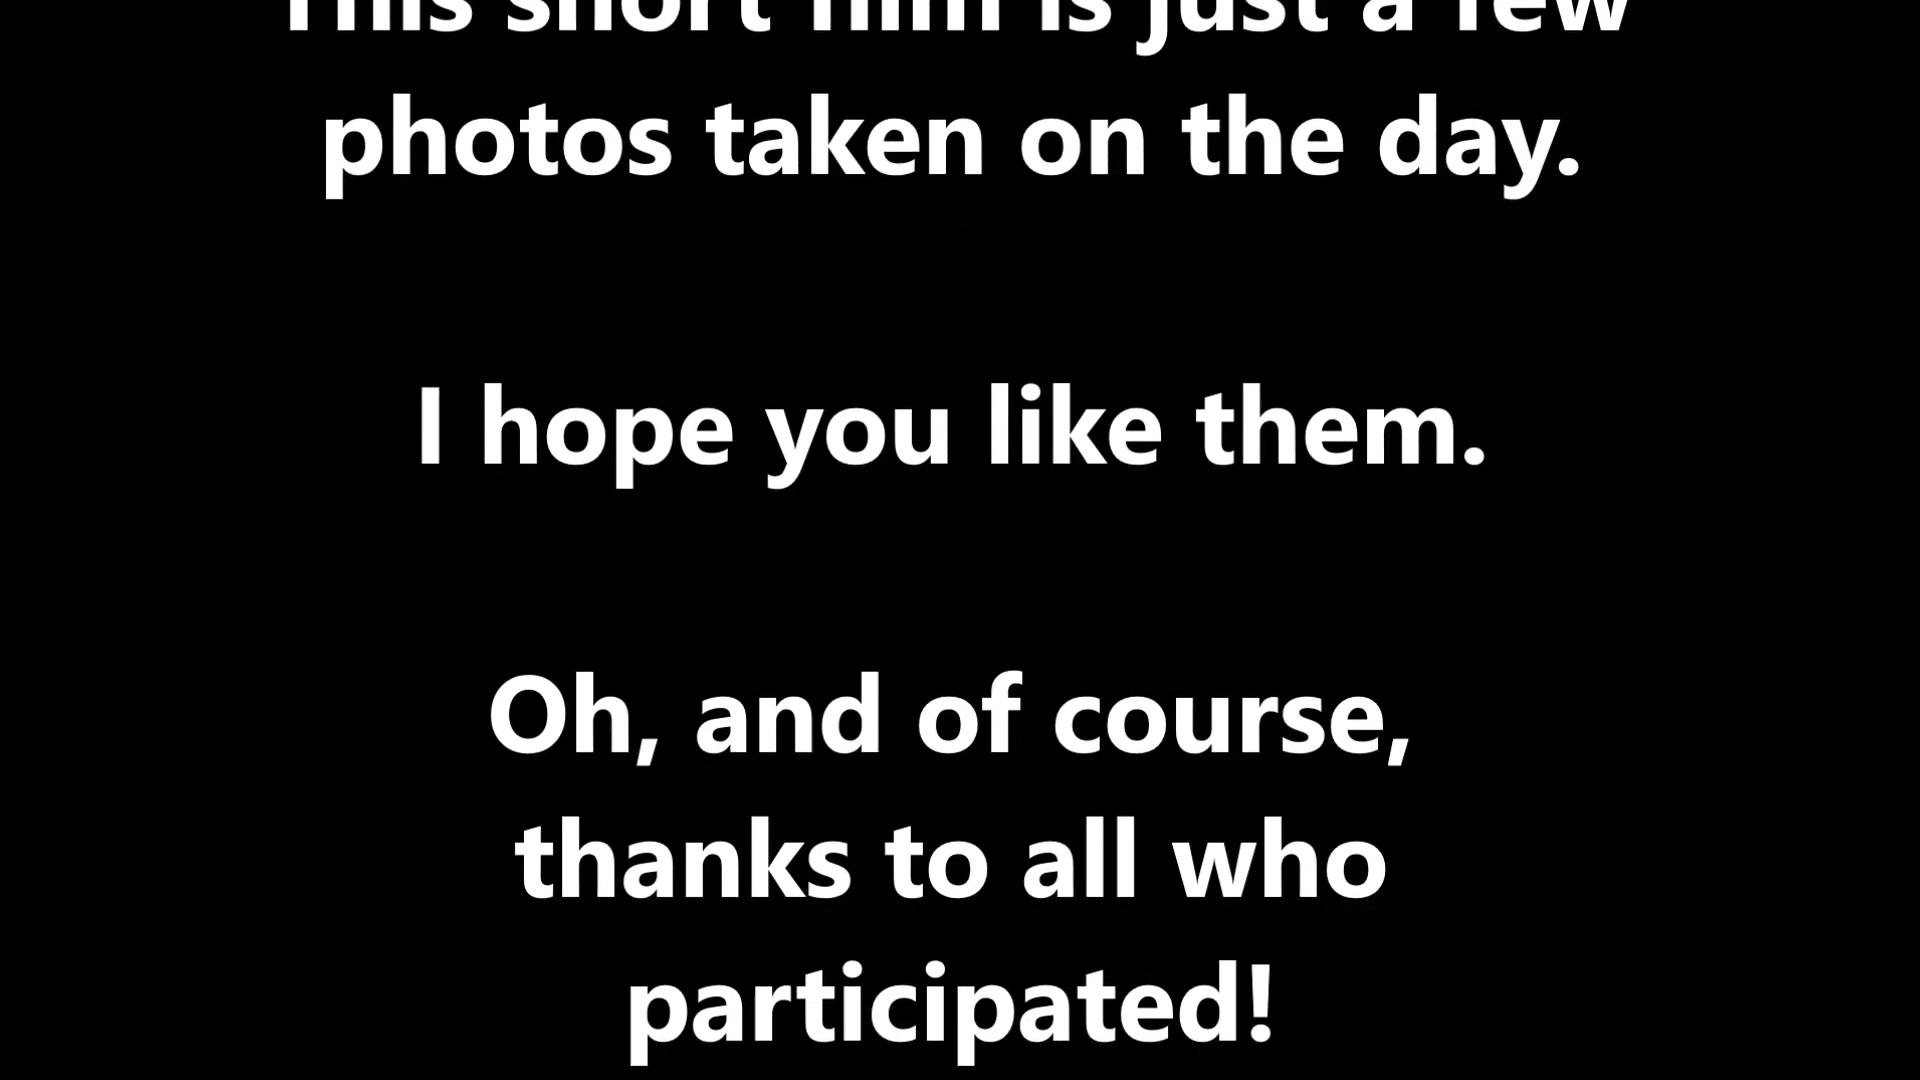 This short film is just a few
photos taken on the day.
I hope you like them.
Oh, and of course,
thanks to all who
participated!